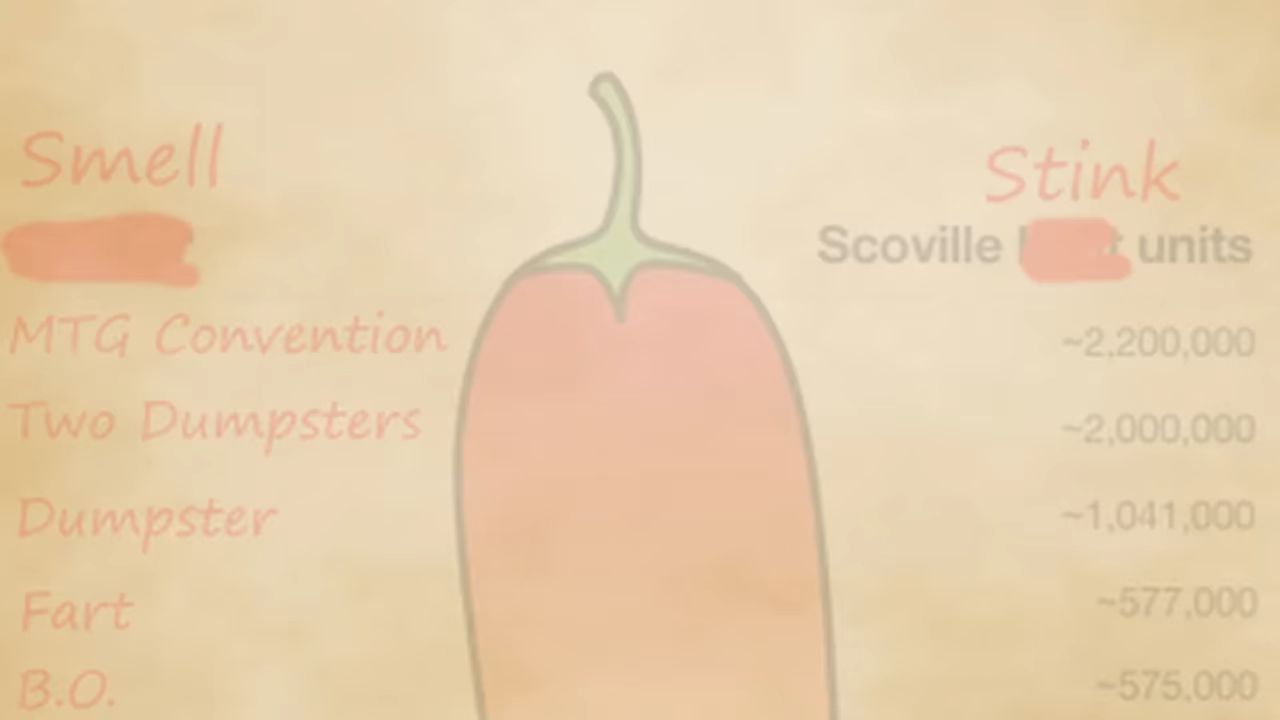 Smell
Stink
Scoville units
MTG Convention ~2,200,000
Two Dumpsters ~2,000,000
Dumpster ~1,041,000
Fart ~577,000
B.O. ~575,000